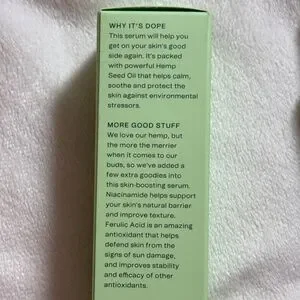 WHY IT'S DOPE
This serum will help you
get on your skin's good
side again. It's packed
with powerful Hemp
Seed Oil that helps calm,
soothe and protect the
skin against environmental
stressors.
MORE GOOD STUFF
We love our hemp, but
the more the merrier
when it comes to our
buds, so we've added a
few extra goodies into
this skin-boosting serum.
Niacinamide helps support
your skin's natural barrier
and improve texture.
Ferulic Acid is an amazing
antioxidant that helps
defend skin from the
signs of sun damage,
and improves stability
and efficacy of other
antioxidants.